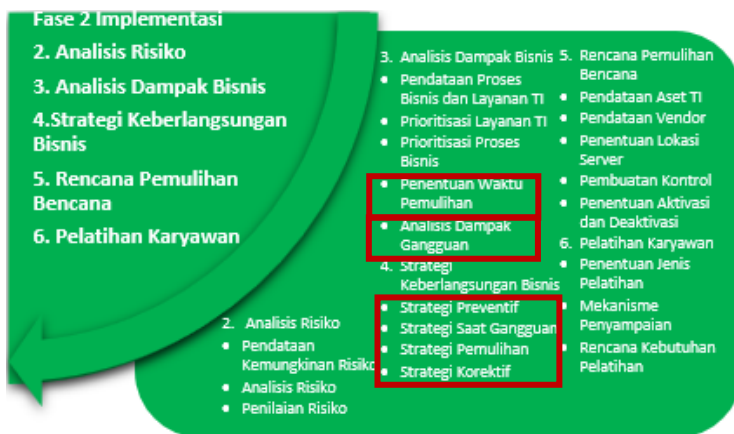 Fase 2 Implementasi
2. Analisis Risiko
3. Analisis Dampak Bisnis
4.Strategi Keberlangsungan
Bisnis
5. Rencana Pemulihan
Bencana
6. Pelatihan Karyawan
2. Analisis Risiko
• Pendataan
Kemungkinan Risiko
• Analisis Risiko
• Penilaian Risiko
3. Analisis Dampak Bisnis
• Pendataan Proses
Bisnis dan Layanan TI
• Prioritisasi Layanan TI
• Prioritisasi Proses
Bisnis
• Penentuan Waktu
Pemulihan
• Analisis Dampak
Gangguan
4. Strategi
Keberlangsungan Bisnis
• Strategi Preventif
• Strategi Saat Gangguan
• Strategi Pemulihan
• Strategi Korektif
5. Rencana Pemulihan
Bencana
• Pendataan Aset TI
• Pendataan Vendor
• Penentuan Lokasi
Server
• Pembuatan Kontrol
• Penentuan Aktivasi
dan Deaktivasi
6. Pelatihan Karyawan
• Penentuan Jenis
Pelatihan
• Mekanisme
Penyampaian
• Rencana Kebutuhan
Pelatihan